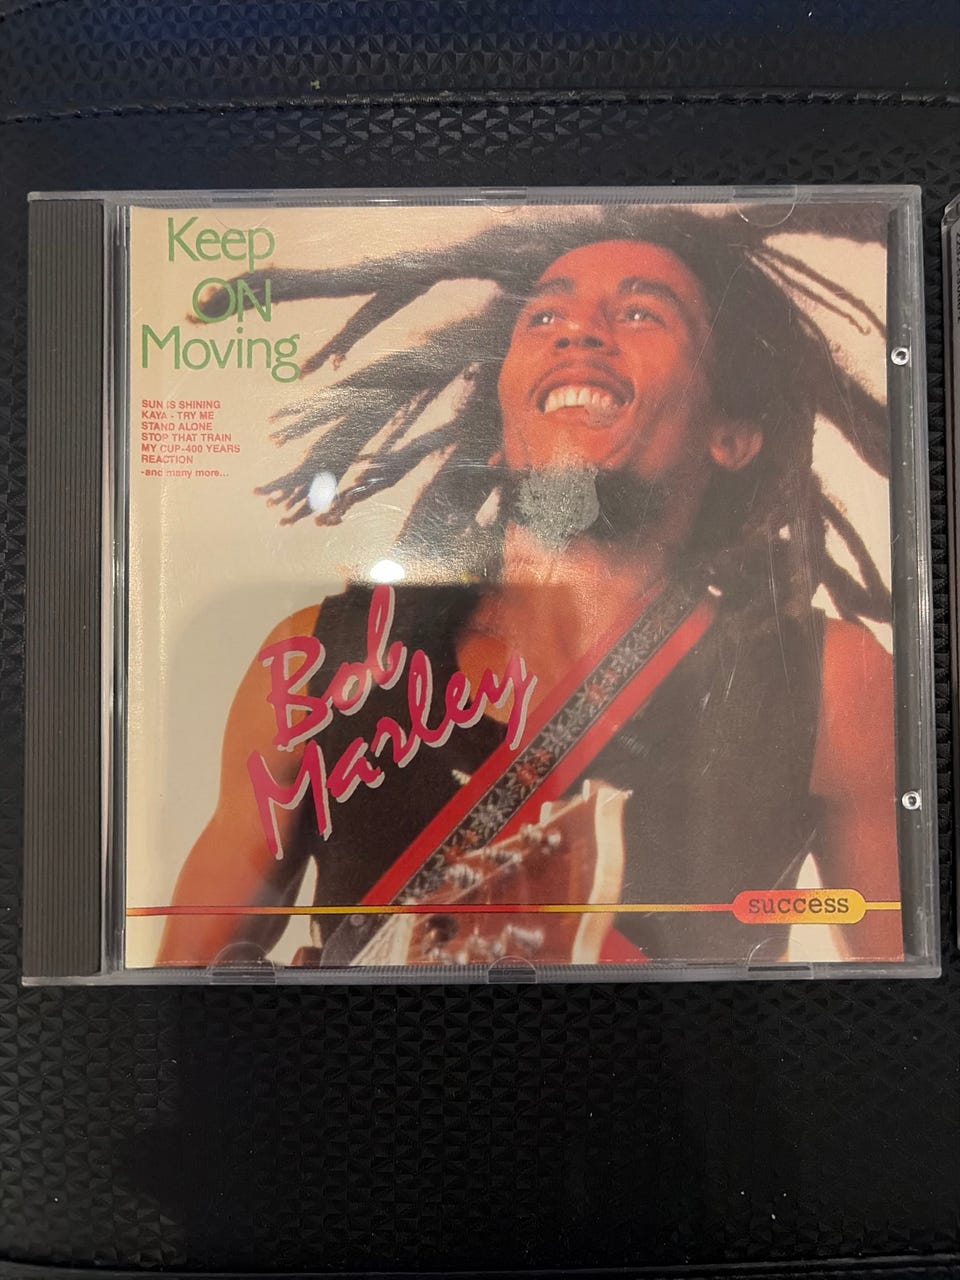 Keep
ON
Moving
SUN IS SHINING
KAYA - TRY ME
STAND ALONE
STOP THAT TRAIN
MY CUP-400 YEARS
REACTION
-and many more...
Bob
Marley
success